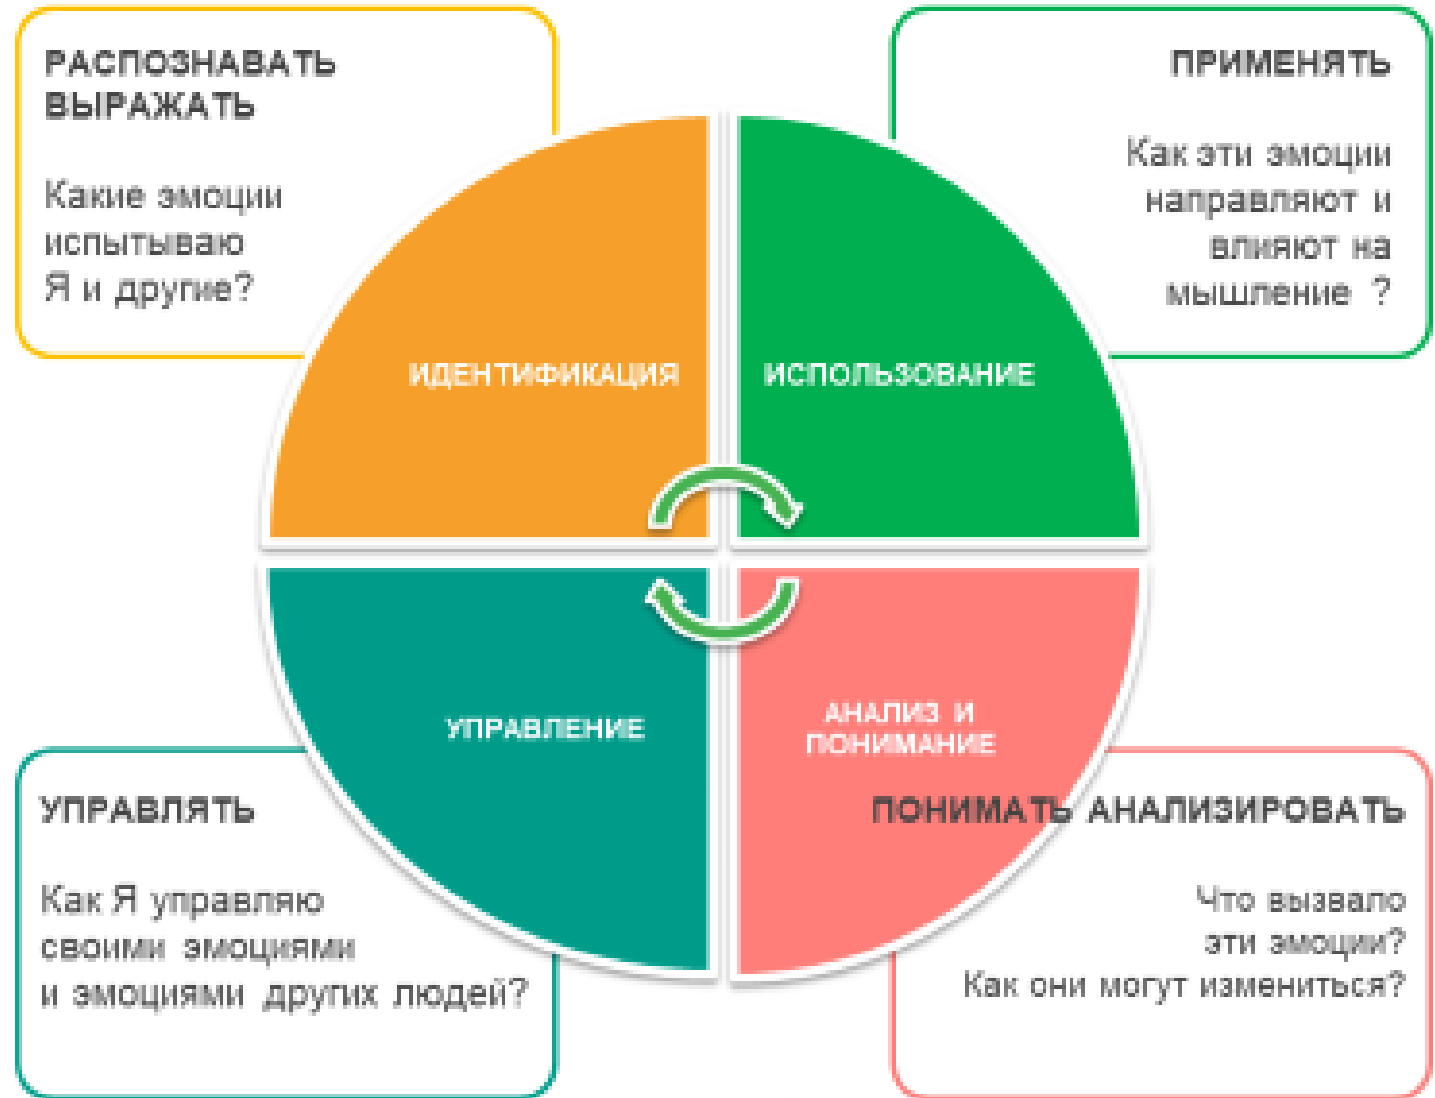 РАСПОЗНАВАТЬ
ВЫРАЖАТЬ
Какие эмоции
испытываю
Я и другие?
ПРИМЕНЯТЬ
Как эти эмоции
направляют и
влияют на
мышление ?
ИДЕНТИФИКАЦИЯ
ИСПОЛЬЗОВАНИЕ
УПРАВЛЕНИЕ
АНАЛИЗ И
ПОНИМАНИЕ
УПРАВЛЯТЬ
Как Я управляю
своими эмоциями
и эмоциями других людей?
ПОНИМАТЬ АНАЛИЗИРОВАТЬ
Что вызвало
эти эмоции?
Как они могут измениться?